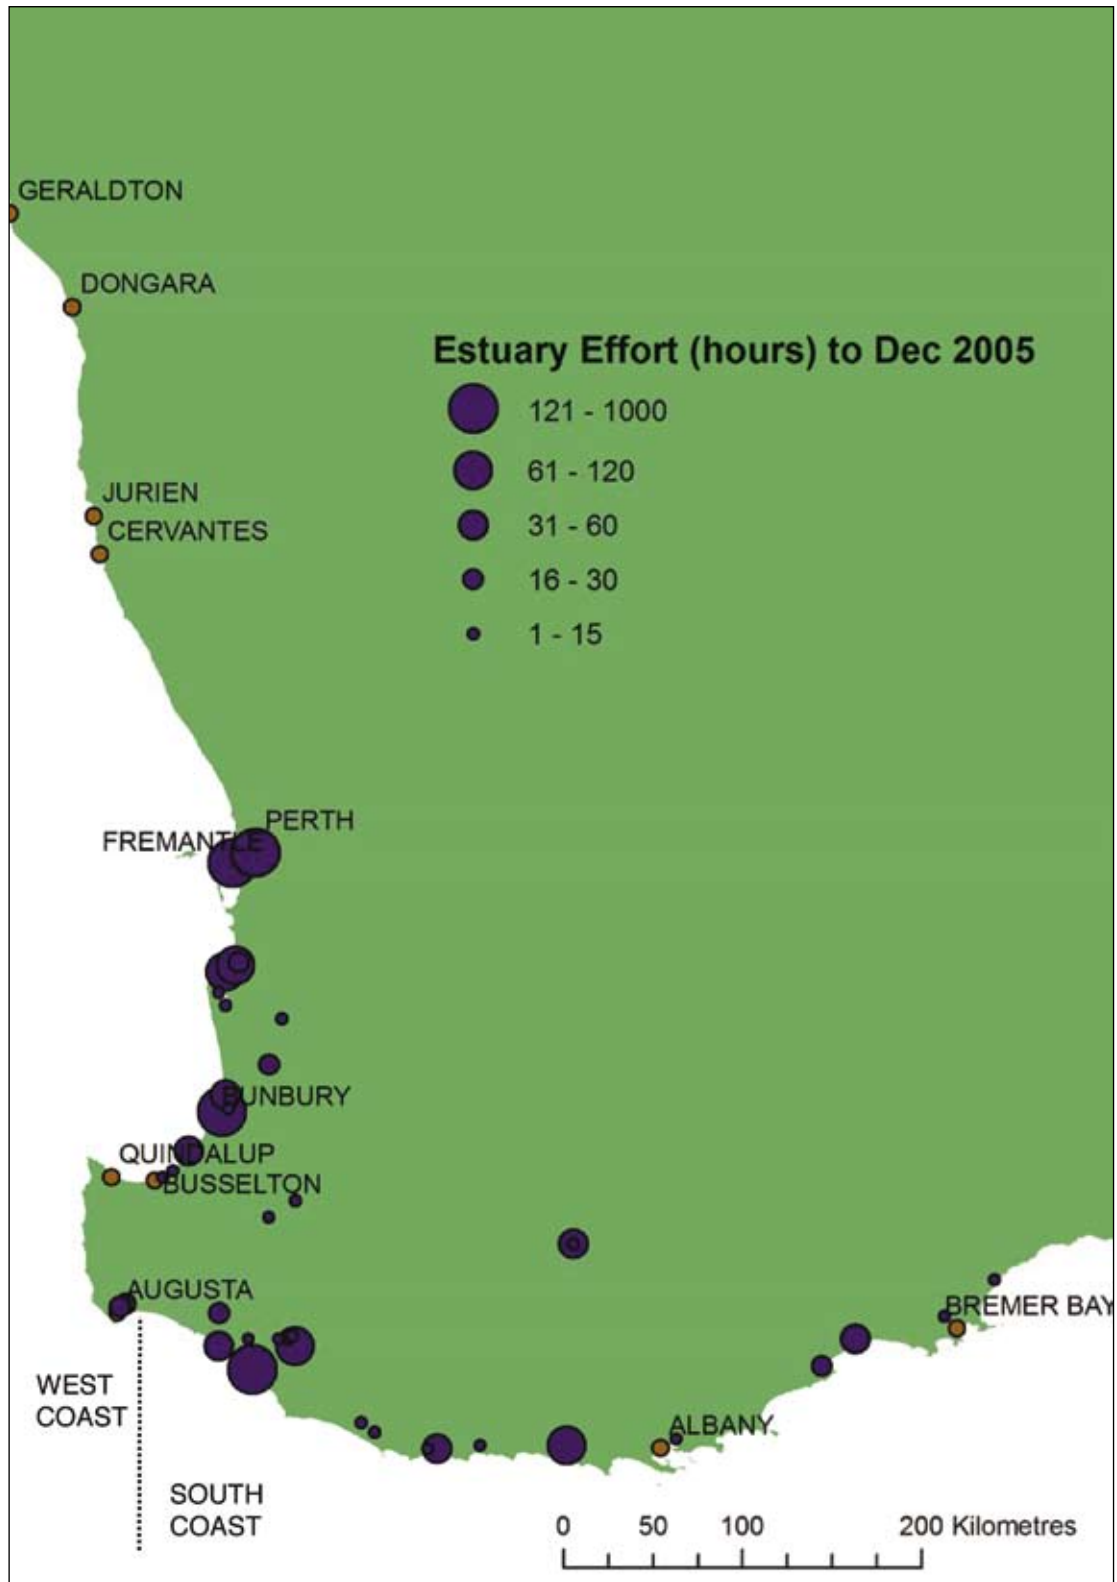 GERALDTON
DONGARA
Estuary Effort (hours) to Dec 2005
121 - 1000
61 - 120
31 - 60
16 - 30
1 - 15
JURIEN
CERVANTES
PERTH
FREMANTLE
BUNBURY
QUINDALUP
BUSSELTON
AUGUSTA
BREMER BAY
WEST
COAST
ALBANY
SOUTH
COAST
0 50 100 200 Kilometres